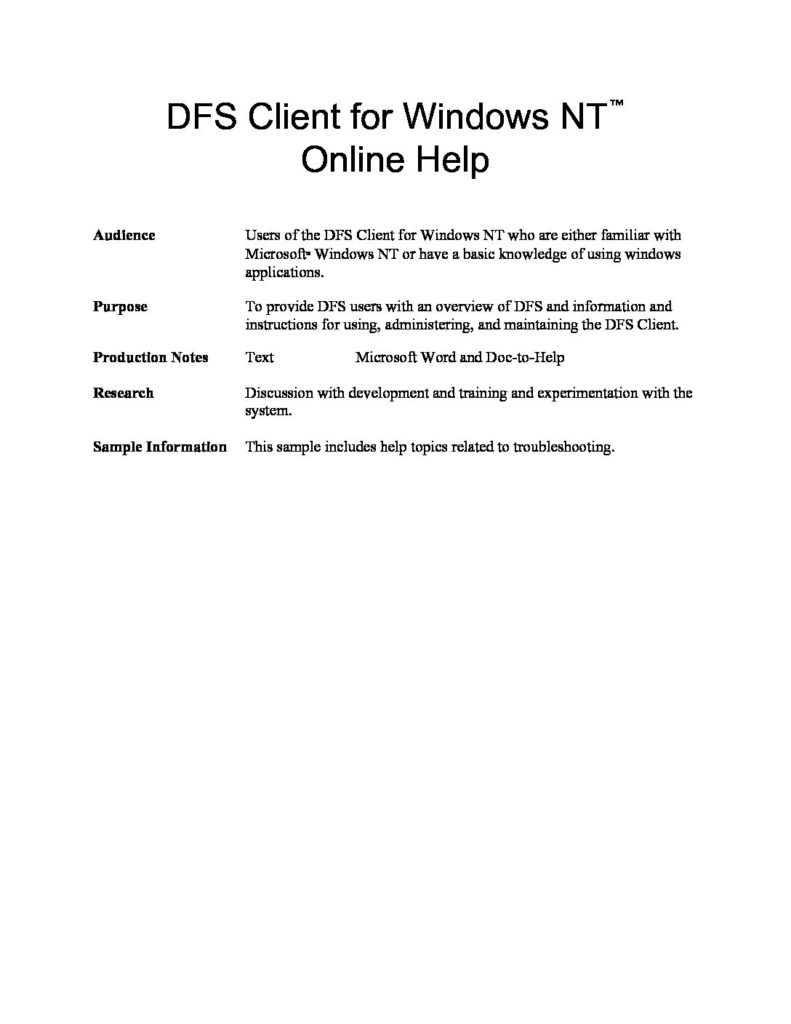 DFS Client for Windows NT™
Online Help
Audience Users of the DFS Client for Windows NT who are either familiar with
Microsoft® Windows NT or have a basic knowledge of using windows
applications.
Purpose To provide DFS users with an overview of DFS and information and
instructions for using, administering, and maintaining the DFS Client.
Production Notes Text Microsoft Word and Doc-to-Help
Research Discussion with development and training and experimentation with the
system.
Sample Information This sample includes help topics related to troubleshooting.